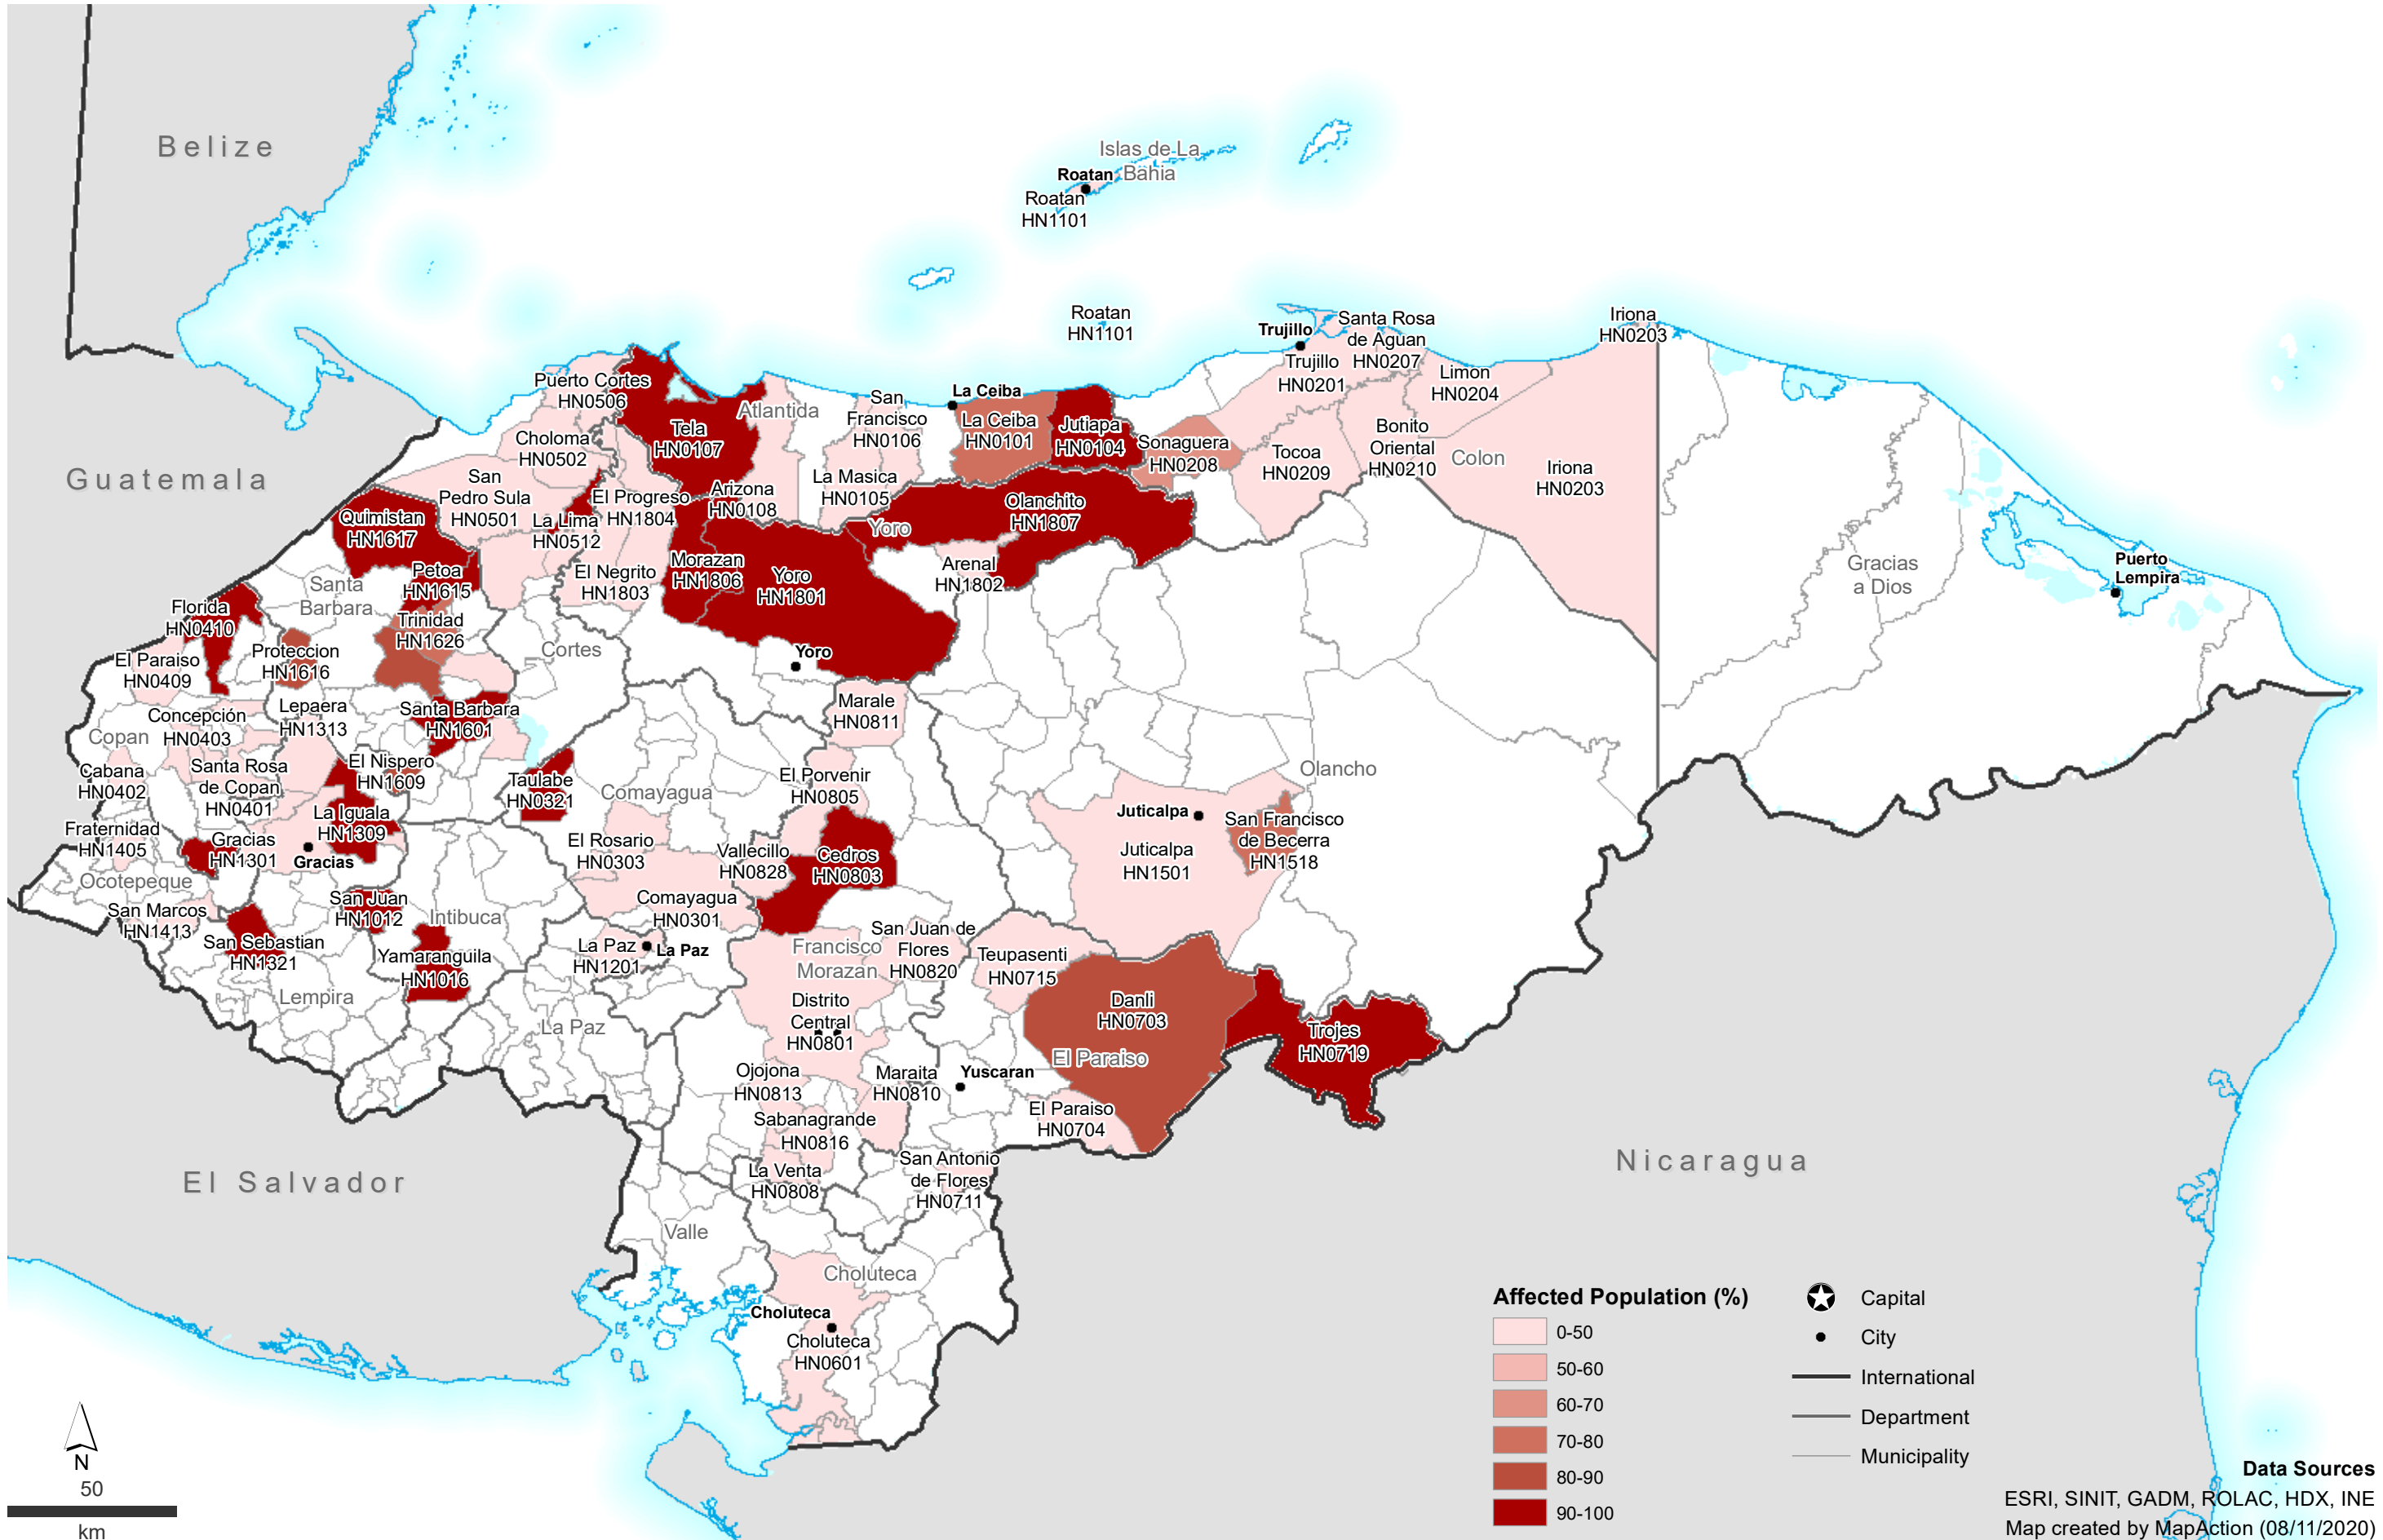 Belize
Islas de La
Bahia
Roatan
Roatan
HN1101
Roatan
HN1101
Iriona
HN0203
Trujillo
Santa Rosa
de Aguan
HN0207
Trujillo
HN0201
Limon
HN0204
Puerto Cortes
HN0506
Atlantida
San
Francisco
HN0106
La Ceiba
La Ceiba
HN0101
Jutiapa
HN0104
Tela
HN0107
Choloma
HN0502
Sonaguera
HN0208
Tocoa
HN0209
Bonito
Oriental
HN0210
Colon
Iriona
HN0203
Guatemala
San
Pedro Sula
HN0501
La Masica
HN0105
El Progreso
HN1804
Arizona
HN0108
La Lima
HN0512
Olanchito
HN1807
Yoro
Quimistan
HN1617
Petoa
HN1615
El Negrito
HN1803
Morazan
HN1806
Yoro
HN1801
Arenal
HN1802
Gracias
a Dios
Puerto
Lempira
Santa
Barbara
Florida
HN0410
Trinidad
HN1626
Proteccion
HN1616
El Paraiso
HN0409
Cortes
Yoro
Concepción
HN0403
Lepaera
HN1313
Santa Barbara
HN1601
Marale
HN0811
Copan
Cabana
HN0402
Santa Rosa
de Copan
HN0401
El Nispero
HN1609
Taulabe
HN0321
Comayagua
El Porvenir
HN0805
Olancho
La Iguala
HN1309
Juticalpa
San Francisco
de Becerra
HN1518
Juticalpa
HN1501
Fraternidad
HN1405
Gracias
HN1301
Gracias
El Rosario
HN0303
Vallecillo
HN0828
Cedros
HN0803
Ocotepeque
San Marcos
HN1413
San Juan
HN1012
Intibuca
Comayagua
HN0301
San Sebastian
HN1321
Yamaranguila
HN1016
La Paz
HN1201
La Paz
Francisco
Morazan
San Juan de
Flores
HN0820
Teupasenti
HN0715
Lempira
La Paz
Distrito
Central
HN0801
Danli
HN0703
El Paraiso
Trojes
HN0719
Ojojona
HN0813
Maraita
HN0810
Yuscaran
Sabanagrande
HN0816
El Paraiso
HN0704
La Venta
HN0808
San Antonio
de Flores
HN0711
El Salvador
Nicaragua
Valle
Choluteca
Choluteca
Choluteca
HN0601
Affected Population (%)
0-50
50-60
60-70
70-80
80-90
90-100
Capital
City
International
Department
Municipality
N
50
km
Data Sources
ESRI, SINIT, GADM, ROLAC, HDX, INE
Map created by MapAction (08/11/2020)